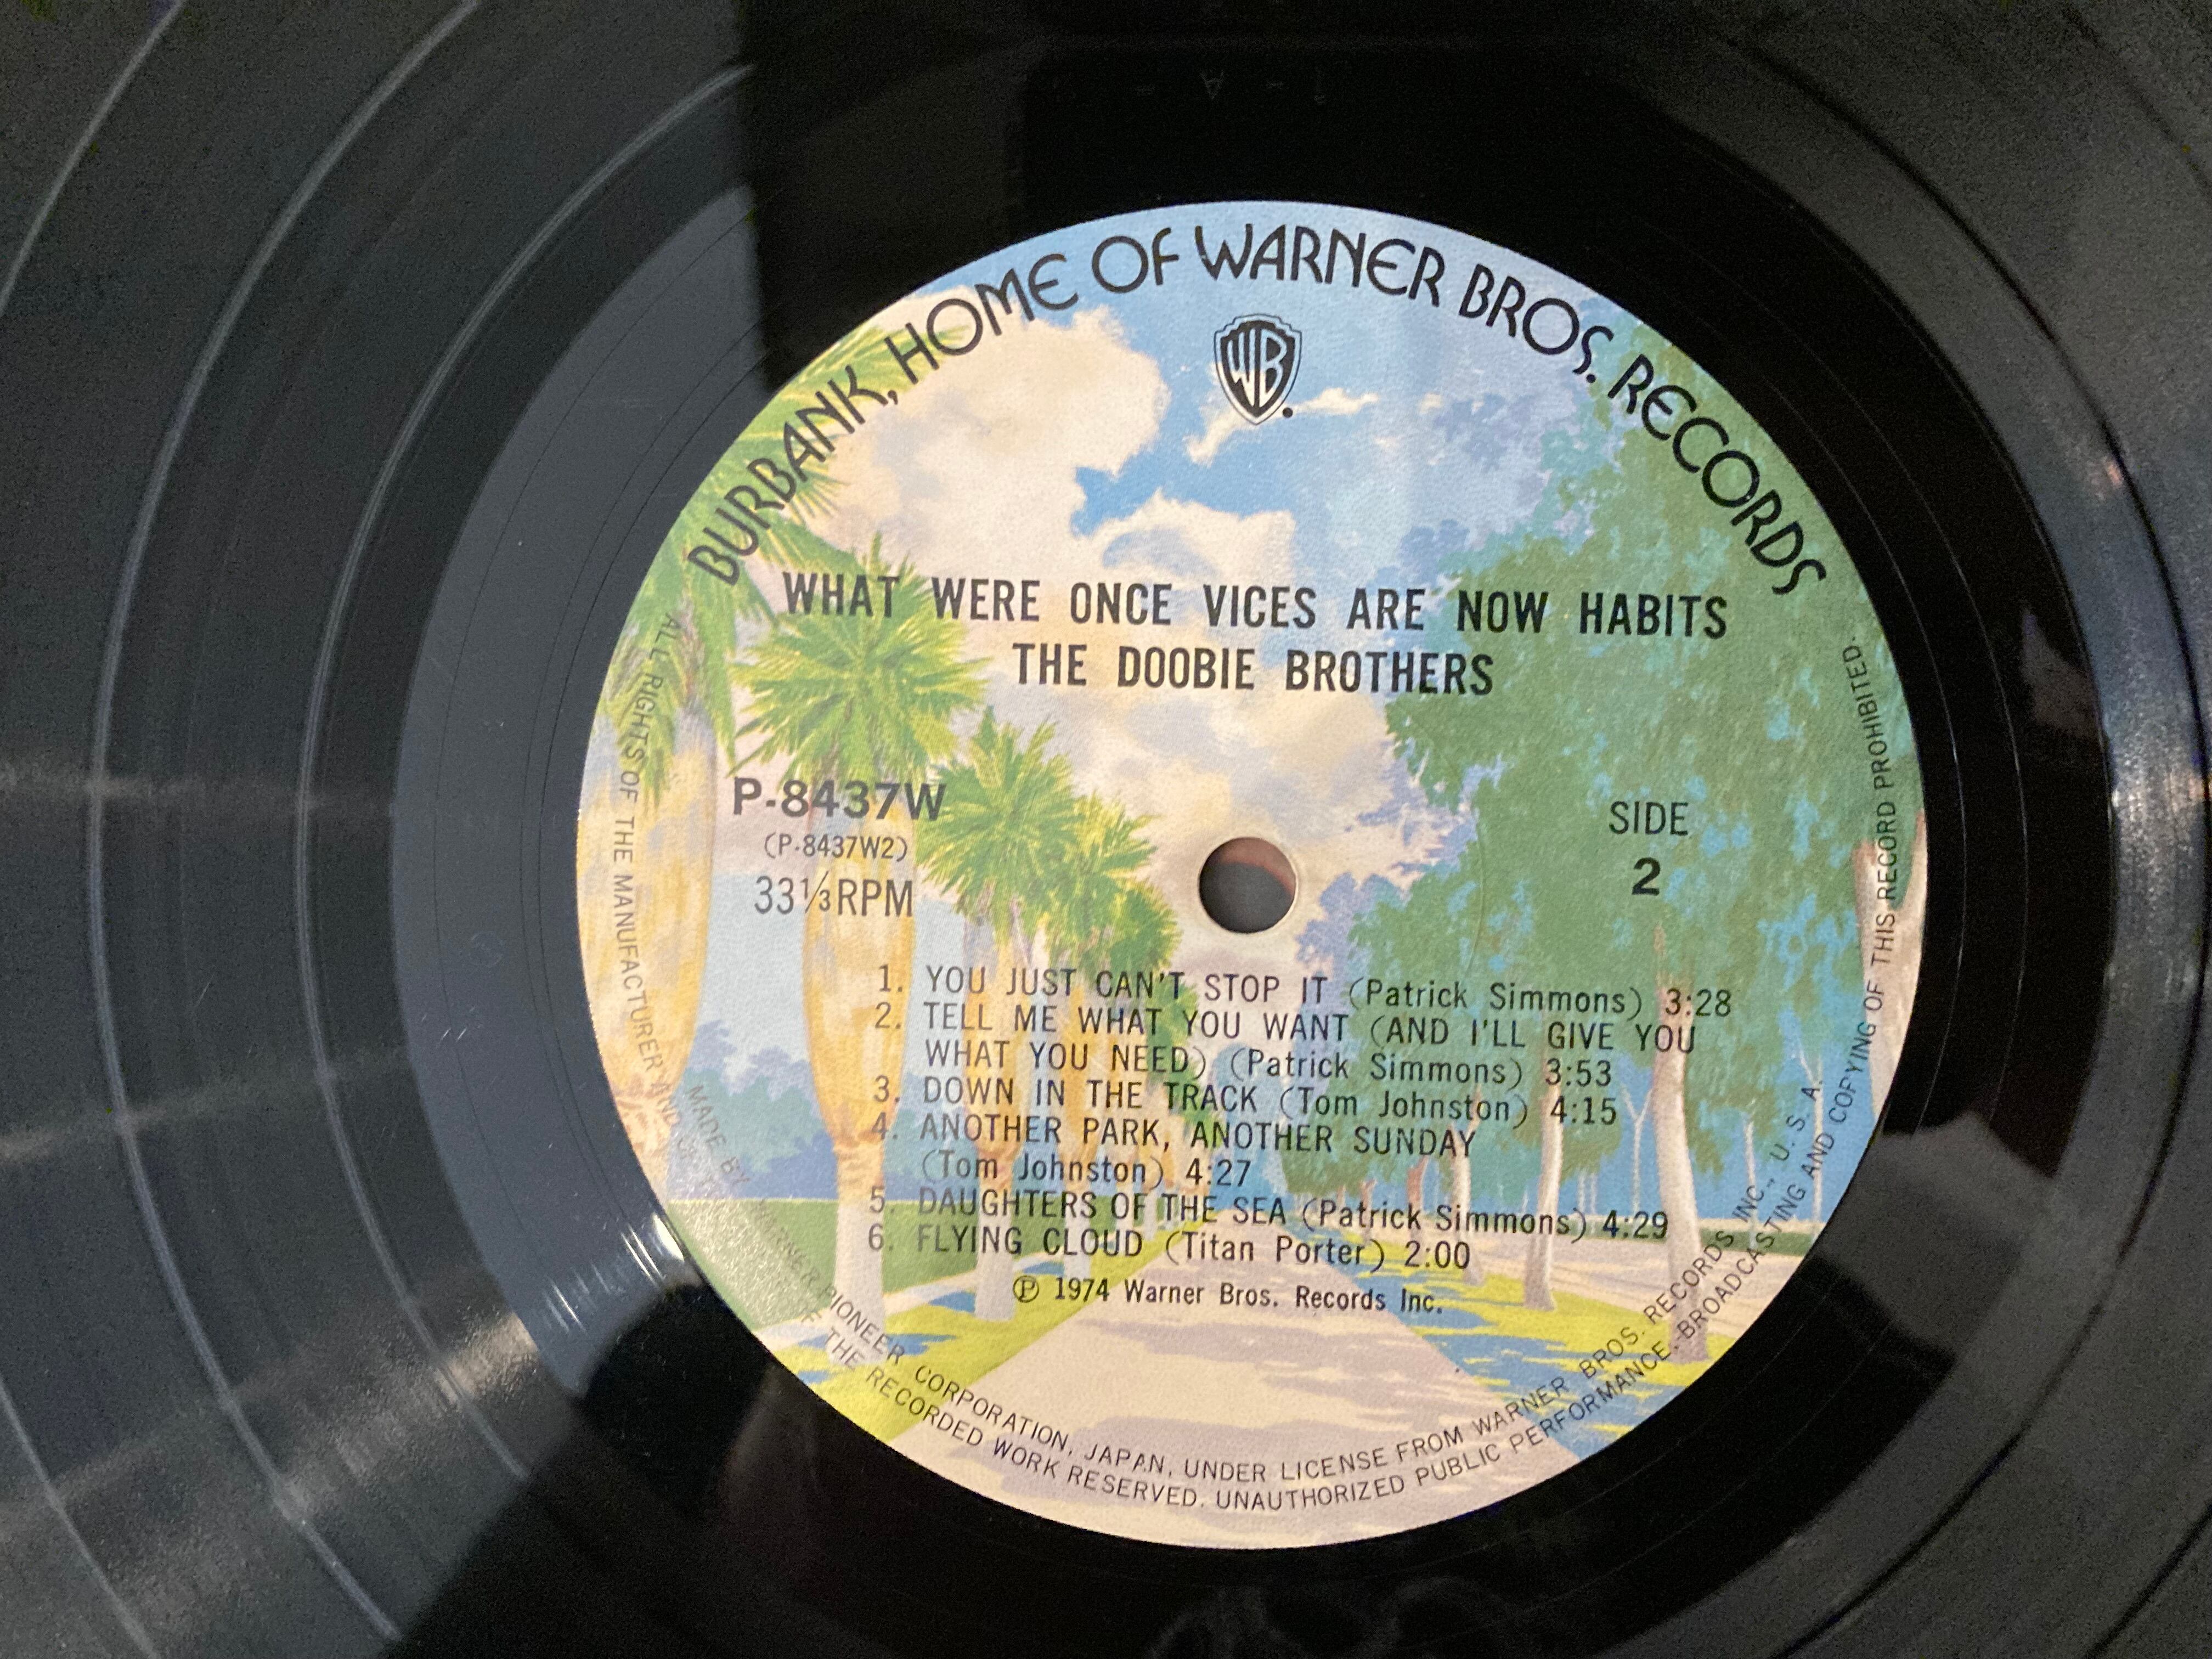 BURBANK, HOME OF WARNER BROS. RECORDS
WB
WHAT WERE ONCE VICES ARE NOW HABITS
THE DOOBIE BROTHERS
P-8437W
(P-8437W2)
33⅓RPM
SIDE
2
1. YOU JUST CAN'T STOP IT (Patrick Simmons) 3:28
2. TELL ME WHAT YOU WANT (AND I'LL GIVE YOU
WHAT YOU NEED) (Patrick Simmons) 3:53
3. DOWN IN THE TRACK (Tom Johnston) 4:15
4. ANOTHER PARK, ANOTHER SUNDAY
(Tom Johnston) 4:27
5. DAUGHTERS OF THE SEA (Patrick Simmons) 4:29
6. FLYING CLOUD (Titan Porter) 2:00
℗ 1974 Warner Bros. Records Inc.
MADE BY WARNER PIONEER CORPORATION, JAPAN, UNDER LICENSE FROM WARNER BROS. RECORDS INC., U. S. A.
ALL RIGHTS OF THE MANUFACTURER AND OF THE RECORDED WORK RESERVED. UNAUTHORIZED PUBLIC PERFORMANCE. BROADCASTING AND COPYING OF THIS RECORD PROHIBITED.